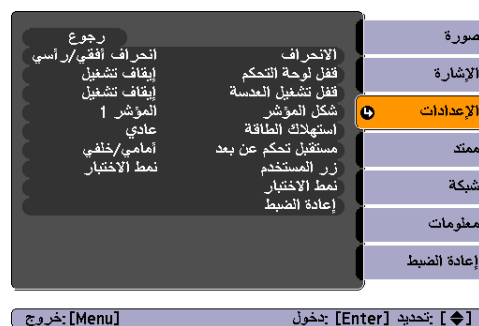 رجوع
الانحراف انحراف أفقي/رأسي
قفل لوحة التحكم إيقاف تشغيل
قفل تشغيل العدسة إيقاف تشغيل
شكل المؤشر المؤشر 1
استهلاك الطاقة عادي
مستقبل تحكم عن بعد أمامي/خلفي
زر المستخدم نمط الاختبار
نمط الاختبار
إعادة الضبط
صورة
الإشارة
الإعدادات
ممتد
شبكة
معلومات
إعادة الضبط
[ ]: تحديد [Enter]: دخول [Menu]: خروج